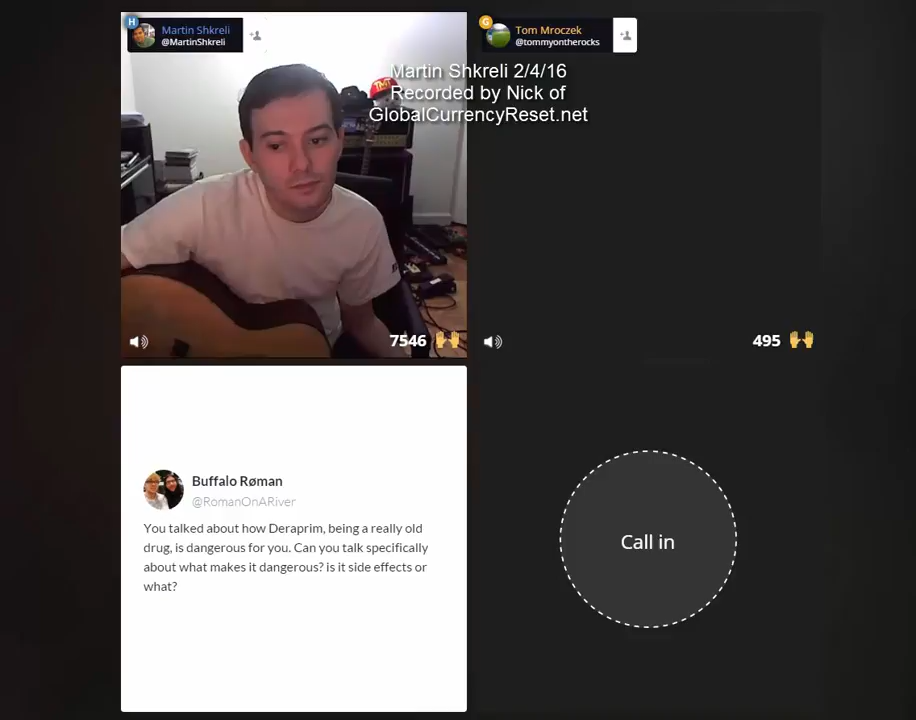 H
Martin Shkreli
@MartinShkreli
G
Tom Mroczek
@tommyontherocks
Martin Shkreli 2/4/16
Recorded by Nick of
GlobalCurrencyReset.net
TMT
7546
495
Buffalo Røman
@RomanOnARiver
You talked about how Deraprim, being a really old
drug, is dangerous for you. Can you talk specifically
about what makes it dangerous? is it side effects or
what?
Call in